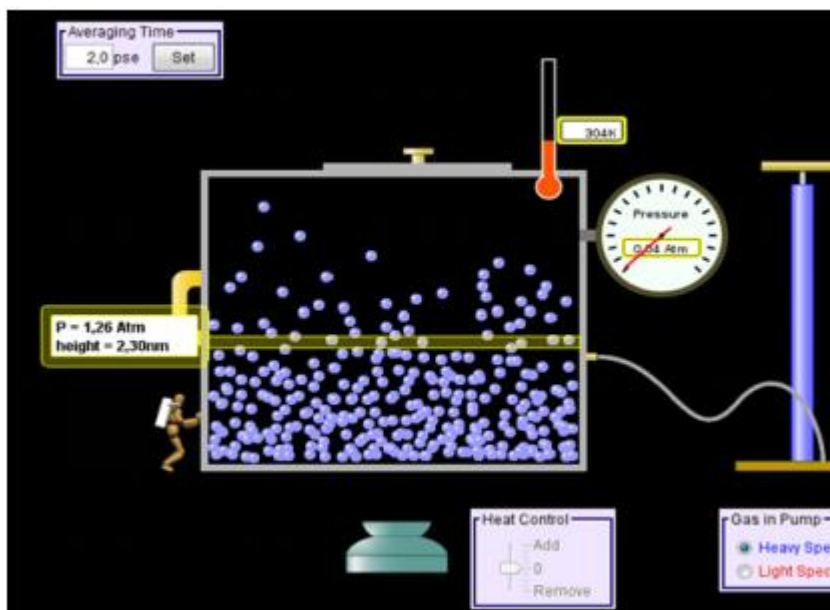 Averaging Time
2,0 pse Set
304K
Pressure
0,04 Atm
P = 1,26 Atm
height = 2,30nm
Heat Control
Add
0
Remove
Gas in Pump
Heavy Spe
Light Spec